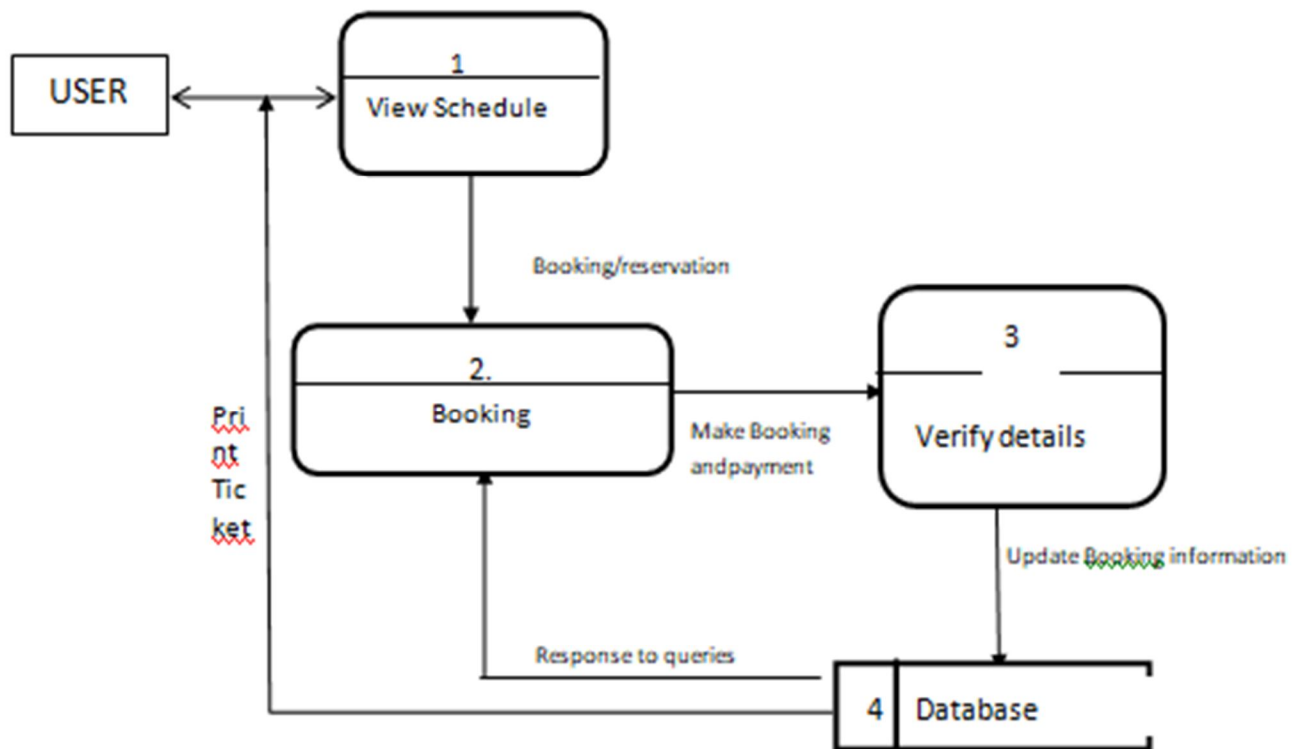 1
USER
View Schedule
Booking/reservation
3
2.
Booking
Pri
nt
Tic
ket
Make Booking
andpayment
Verify details
Update Booking information
Response to queries
4
Database